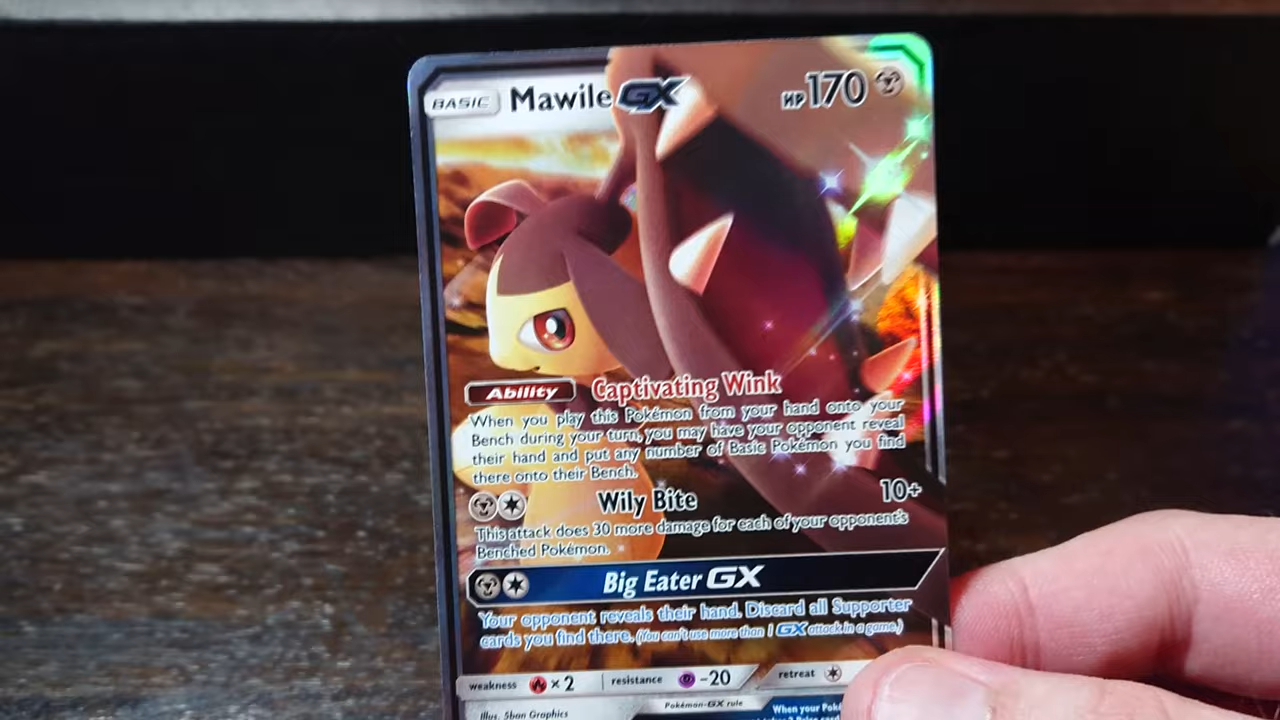 BASIC Mawile GX HP 170
Ability Captivating Wink
When you play this Pokémon from your hand onto your
Bench during your turn, you may have your opponent reveal
their hand and put any number of Basic Pokémon you find
there onto their Bench.
Wily Bite 10+
This attack does 30 more damage for each of your opponent's
Benched Pokémon.
Big Eater GX
Your opponent reveals their hand. Discard all Supporter
cards you find there. (You can't use more than 1 GX attack in a game.)
weakness ×2 resistance -20 retreat
Illus. 5ban Graphics Pokémon-GX rule When your Poké